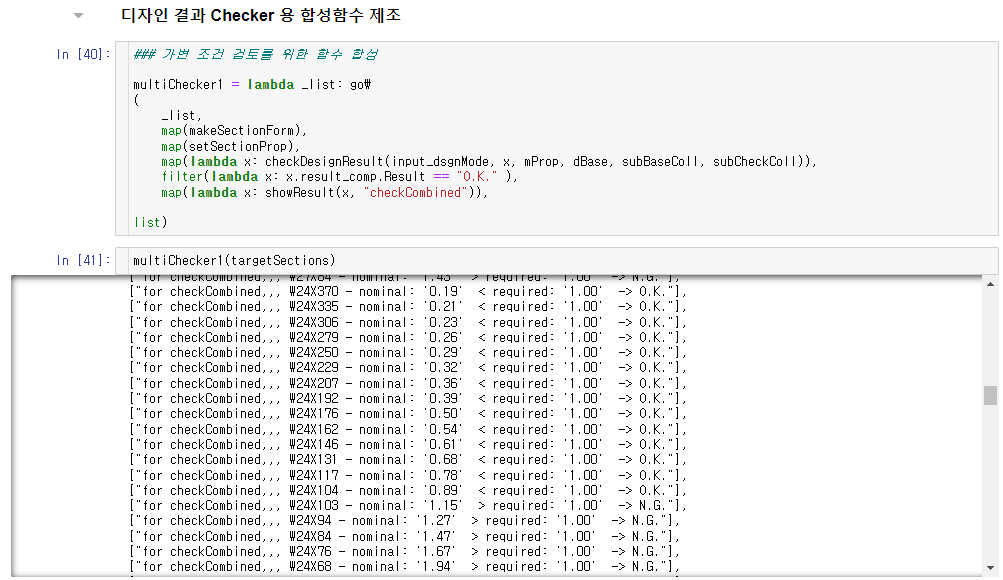 디자인 결과 Checker 용 합성함수 제조
In [40]:
### 가변 조건 검토를 위한 함수 합성
multiChecker1 = lambda _list: go₩
(
_list,
map(makeSectionForm),
map(setSectionProp),
map(lambda x: checkDesignResult(input_dsgnMode, x, mProp, dBase, subBaseColl, subCheckColl)),
filter(lambda x: x.result_comp.Result == "O.K." ),
map(lambda x: showResult(x, "checkCombined")),
list)
In [41]:
multiChecker1(targetSections)
["for checkCombined,,, W27X84 - nominal: '1.43'  > required: '1.00'  -> N.G."],
["for checkCombined,,, W24X370 - nominal: '0.19'  < required: '1.00'  -> O.K."],
["for checkCombined,,, W24X335 - nominal: '0.21'  < required: '1.00'  -> O.K."],
["for checkCombined,,, W24X306 - nominal: '0.23'  < required: '1.00'  -> O.K."],
["for checkCombined,,, W24X279 - nominal: '0.26'  < required: '1.00'  -> O.K."],
["for checkCombined,,, W24X250 - nominal: '0.29'  < required: '1.00'  -> O.K."],
["for checkCombined,,, W24X229 - nominal: '0.32'  < required: '1.00'  -> O.K."],
["for checkCombined,,, W24X207 - nominal: '0.36'  < required: '1.00'  -> O.K."],
["for checkCombined,,, W24X192 - nominal: '0.39'  < required: '1.00'  -> O.K."],
["for checkCombined,,, W24X176 - nominal: '0.50'  < required: '1.00'  -> O.K."],
["for checkCombined,,, W24X162 - nominal: '0.54'  < required: '1.00'  -> O.K."],
["for checkCombined,,, W24X146 - nominal: '0.61'  < required: '1.00'  -> O.K."],
["for checkCombined,,, W24X131 - nominal: '0.68'  < required: '1.00'  -> O.K."],
["for checkCombined,,, W24X117 - nominal: '0.78'  < required: '1.00'  -> O.K."],
["for checkCombined,,, W24X104 - nominal: '0.89'  < required: '1.00'  -> O.K."],
["for checkCombined,,, W24X103 - nominal: '1.15'  > required: '1.00'  -> N.G."],
["for checkCombined,,, W24X94 - nominal: '1.27'  > required: '1.00'  -> N.G."],
["for checkCombined,,, W24X84 - nominal: '1.47'  > required: '1.00'  -> N.G."],
["for checkCombined,,, W24X76 - nominal: '1.67'  > required: '1.00'  -> N.G."],
["for checkCombined,,, W24X68 - nominal: '1.94'  > required: '1.00'  -> N.G."],